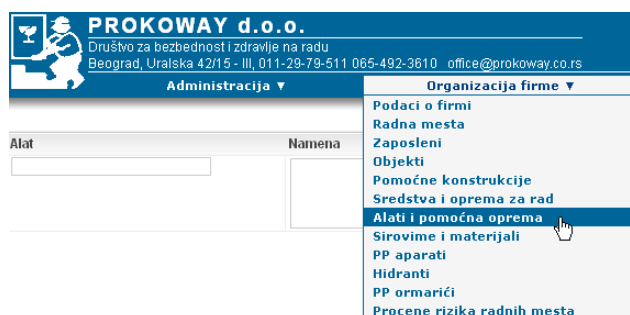 PROKOWAY d.o.o.
Društvo za bezbednost i zdravlje na radu
Beograd, Uralska 42/15 - III, 011-29-79-511 065-492-3610 office@prokoway.co.rs
Administracija ▼
Organizacija firme ▼
Podaci o firmi
Radna mesta
Zaposleni
Objekti
Pomoćne konstrukcije
Sredstva i oprema za rad
Alati i pomoćna oprema
Sirovime i materijali
PP aparati
Hidranti
PP ormarići
Procene rizika radnih mesta
Alat
Namena